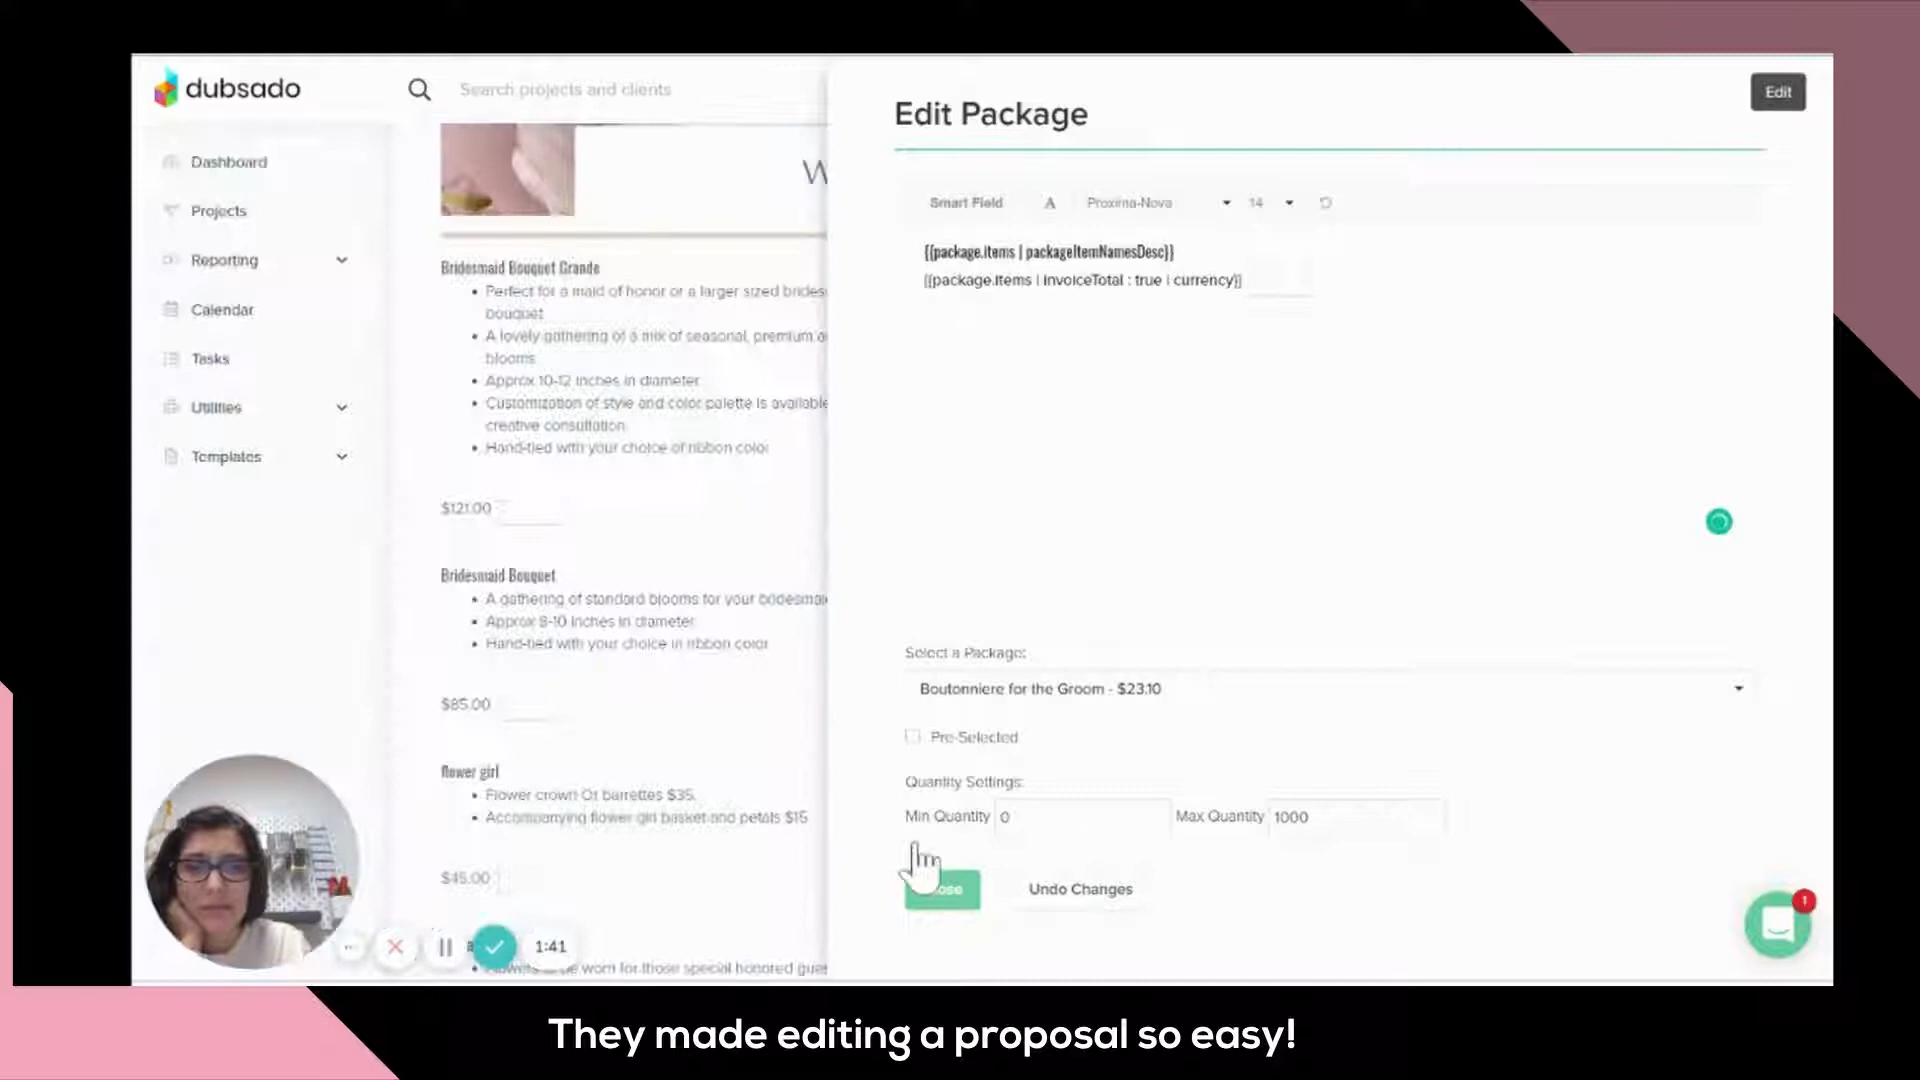 dubsado
Search projects and clients
Dashboard
Projects
Reporting
Calendar
Tasks
Utilities
Templates
W
Bridesmaid Bouquet Grande
• Perfect for a maid of honor or a larger sized brides
bouquet
• A lovely gathering of a mix of seasonal, premium
blooms
• Approx 10-12 inches in diameter
• Customization of style and color palette is available
creative consultation
• Hand-tied with your choice of ribbon color
$121.00
Bridesmaid Bouquet
• A gathering of standard blooms for your bridesmai
• Approx 8-10 inches in diameter
• Hand-tied with your choice in ribbon color
$85.00
flower girl
• Flower crown Or barrettes $35.
• Accompanying flower girl basket and petals $15
$45.00
worn for those special honored gues
1:41
Edit Package
Edit
Smart Field
A
Proxima-Nova
14
{{package.items | packageItemNamesDesc}}
{{package.items | invoiceTotal : true | currency}}
Select a Package:
Boutonniere for the Groom - $23.10
Pre-Selected
Quantity Settings:
Min Quantity 0 Max Quantity 1000
Undo Changes
1
They made editing a proposal so easy!